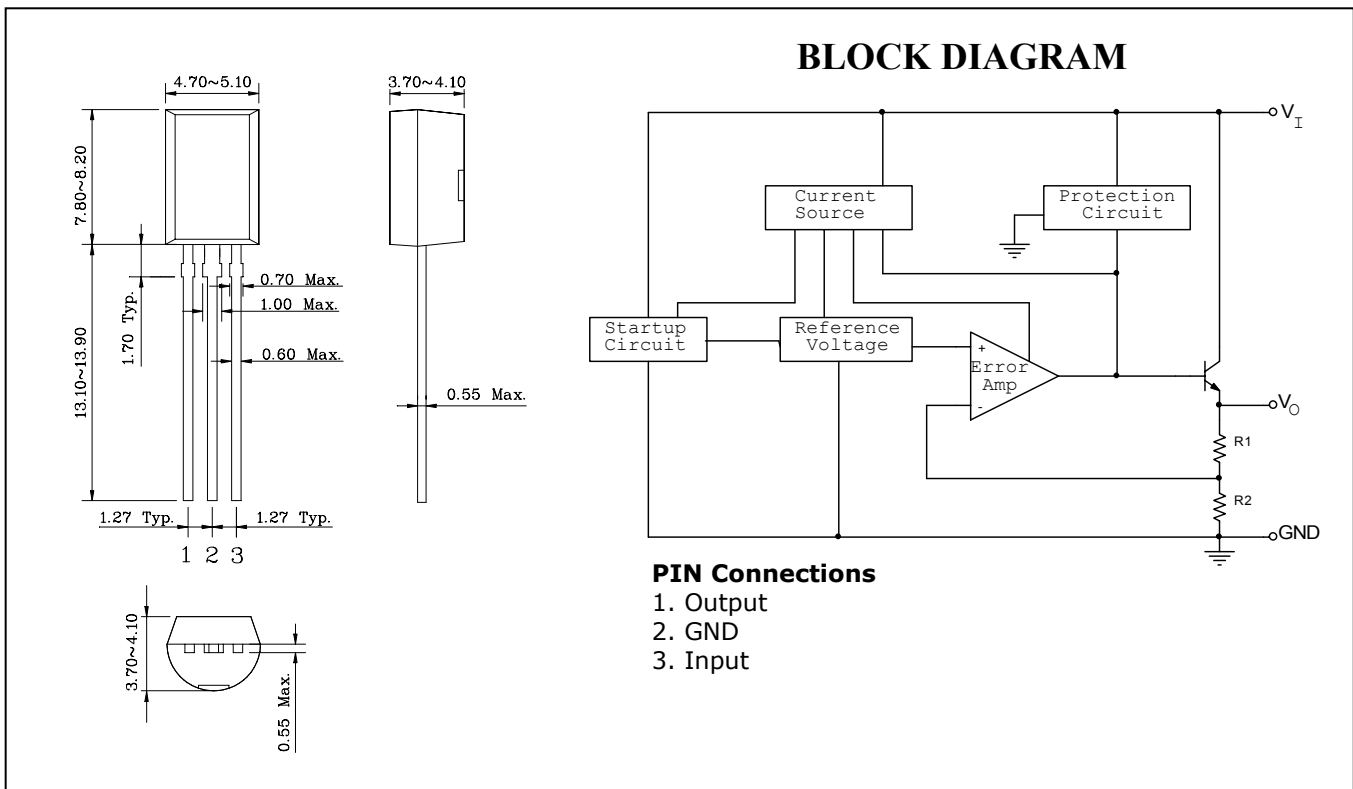 BLOCK DIAGRAM
4.70~5.10
3.70~4.10
7.80~8.20
1.70 Typ.
13.10~13.90
0.70 Max.
1.00 Max.
0.60 Max.
0.55 Max.
1.27 Typ.
1.27 Typ.
1 2 3
3.70~4.10
0.55 Max.
VI
Current
Source
Protection
Circuit
Startup
Circuit
Reference
Voltage
+
Error
Amp
-
VO
R1
R2
GND
PIN Connections
1. Output
2. GND
3. Input